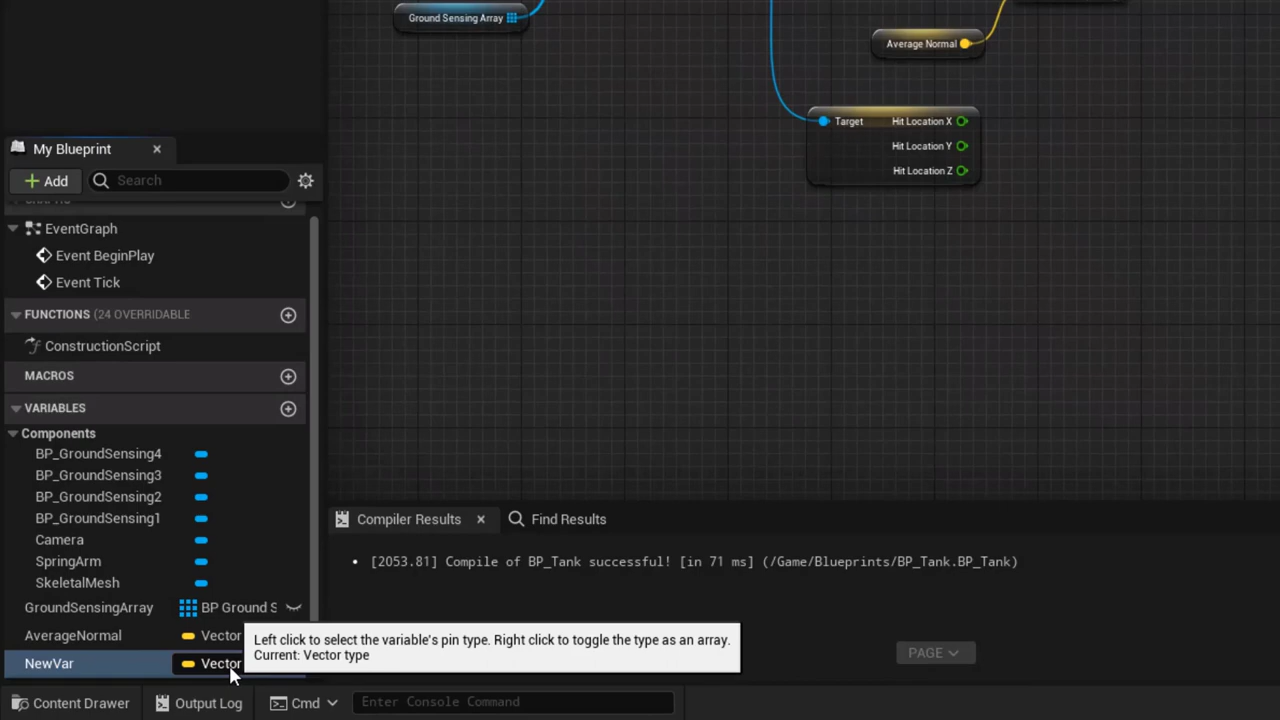 Ground Sensing Array
Average Normal
Target Hit Location X
Hit Location Y
Hit Location Z
My Blueprint
+ Add Search
EventGraph
Event BeginPlay
Event Tick
FUNCTIONS (24 OVERRIDABLE
ConstructionScript
MACROS
VARIABLES
Components
BP_GroundSensing4
BP_GroundSensing3
BP_GroundSensing2
BP_GroundSensing1
Camera
SpringArm
SkeletalMesh
GroundSensingArray BP Ground S
AverageNormal Vector
NewVar Vector
Left click to select the variable's pin type. Right click to toggle the type as an array.
Current: Vector type
Compiler Results Find Results
• [2053.81] Compile of BP_Tank successful! [in 71 ms] (/Game/Blueprints/BP_Tank.BP_Tank)
PAGE
Content Drawer Output Log Cmd Enter Console Command